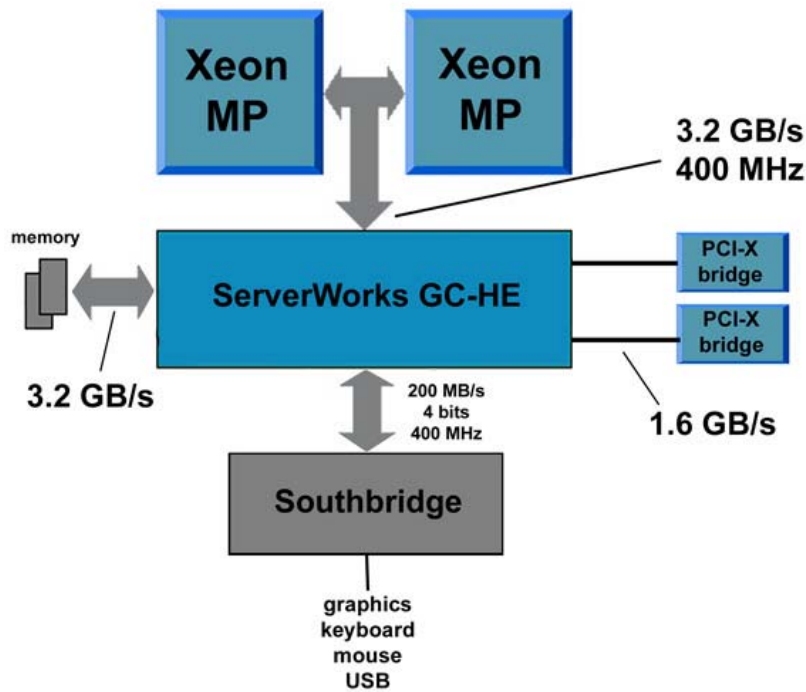 Xeon
MP
Xeon
MP
3.2 GB/s
400 MHz
memory
ServerWorks GC-HE
PCI-X
bridge
PCI-X
bridge
3.2 GB/s
200 MB/s
4 bits
400 MHz
1.6 GB/s
Southbridge
graphics
keyboard
mouse
USB